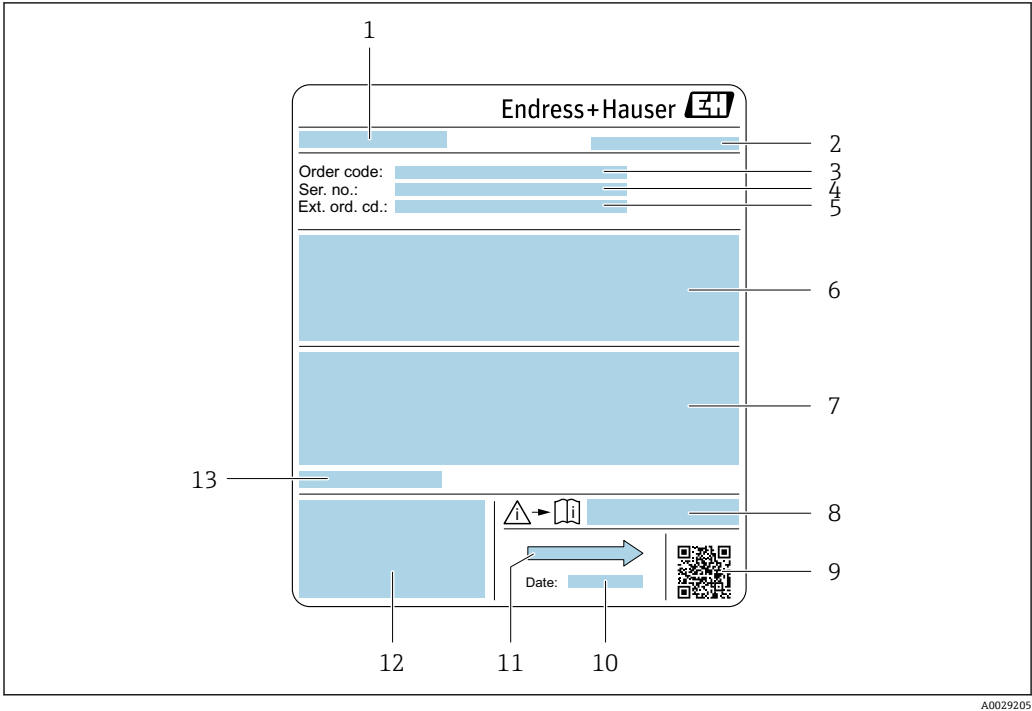 1
Endress+Hauser EH
2
Order code: 3
Ser. no.: 4
Ext. ord. cd.: 5
6
7
13
i i 8
9
Date:
12 11 10
A0029205